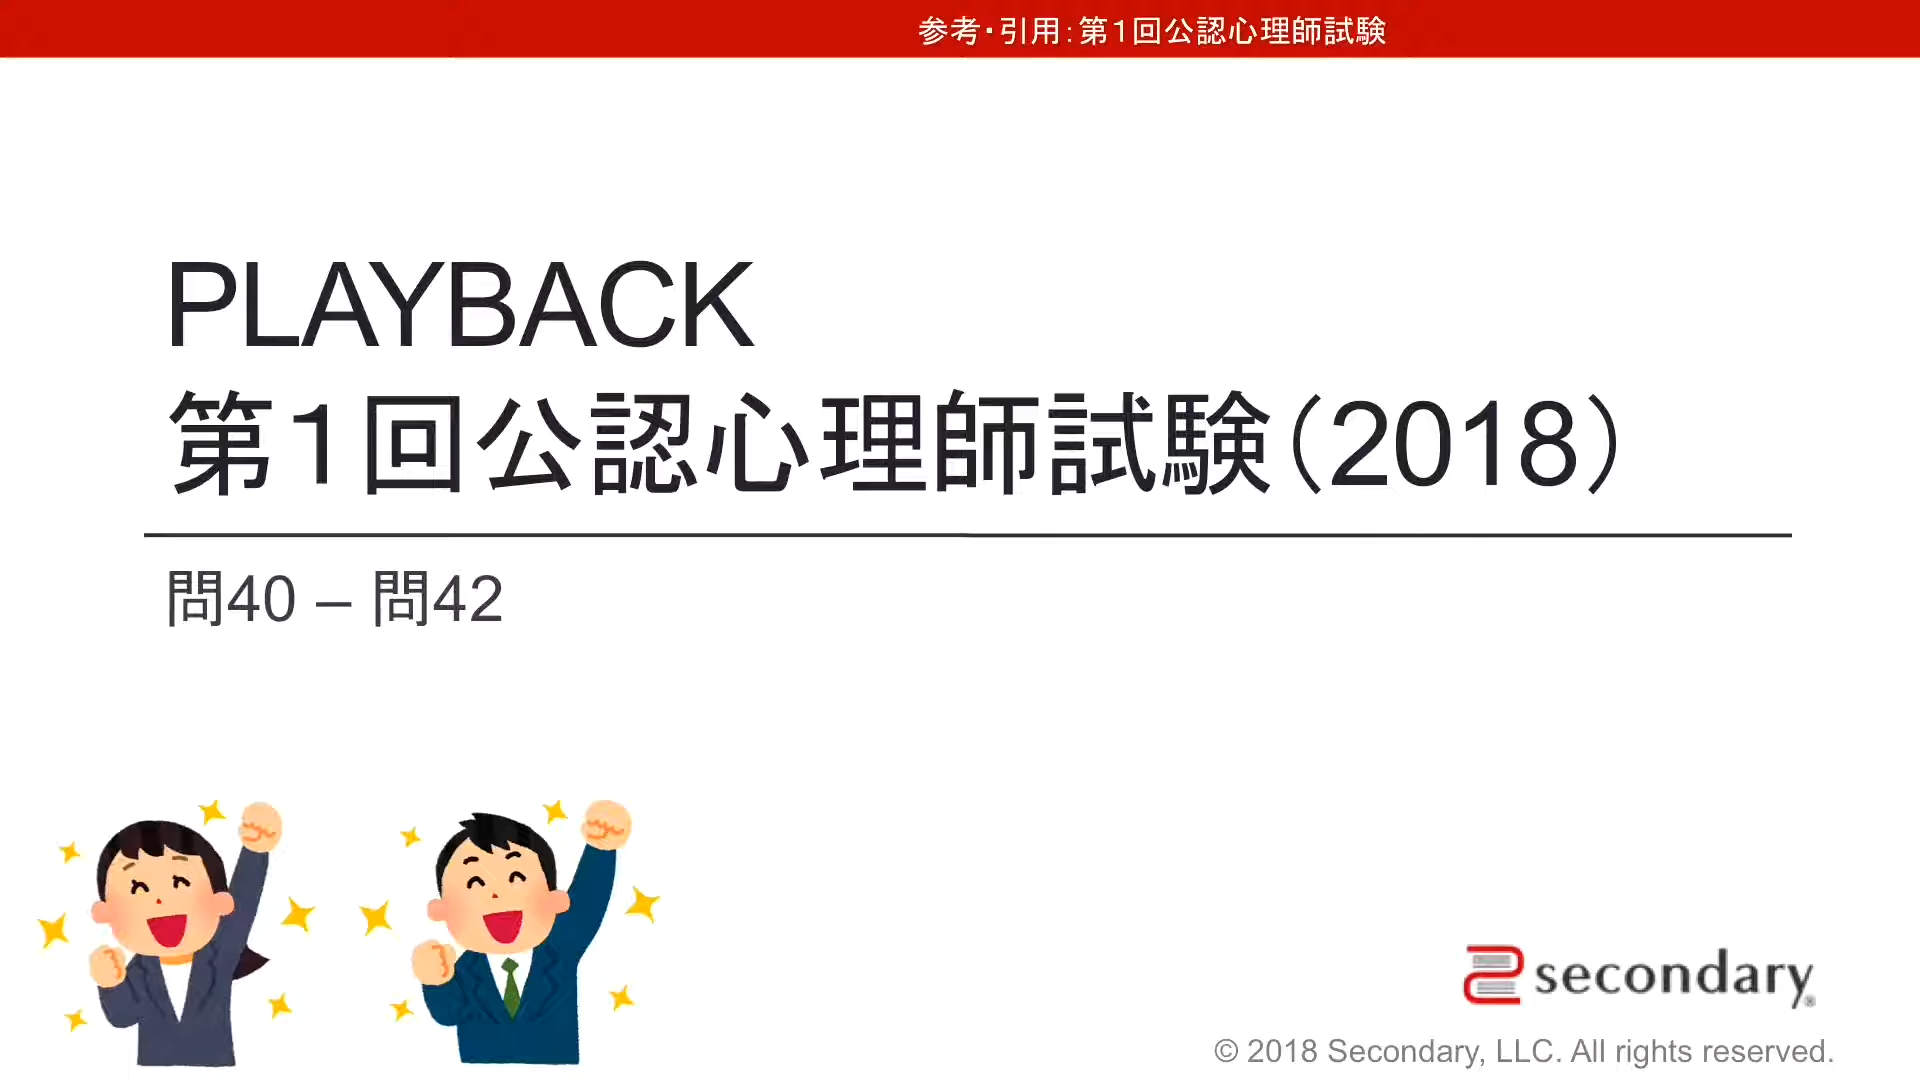 参考・引用：第１回公認心理師試験
PLAYBACK
第１回公認心理師試験（2018）
問40 – 問42
secondary®
© 2018 Secondary, LLC. All rights reserved.